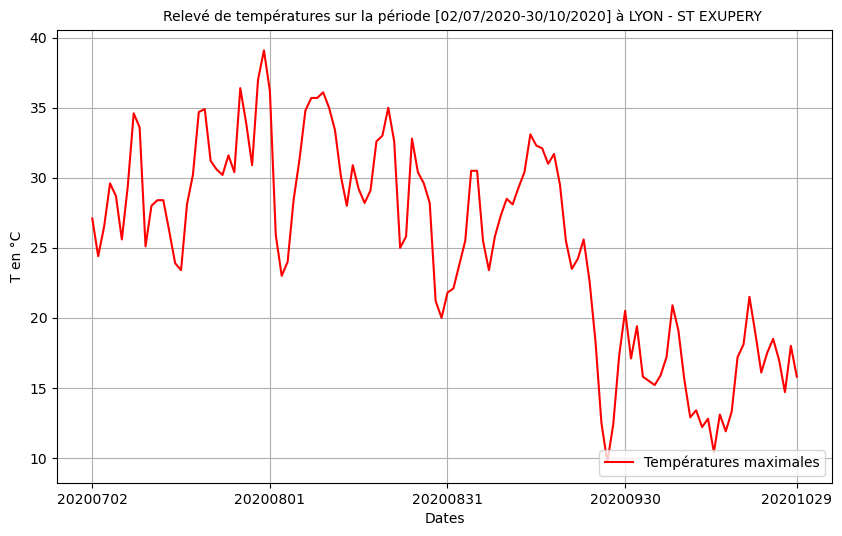 Relevé de températures sur la période [02/07/2020-30/10/2020] à LYON - ST EXUPERY
40
35
30
25
20
15
10
T en °C
Températures maximales
20200702 20200801 20200831 20200930 20201029
Dates